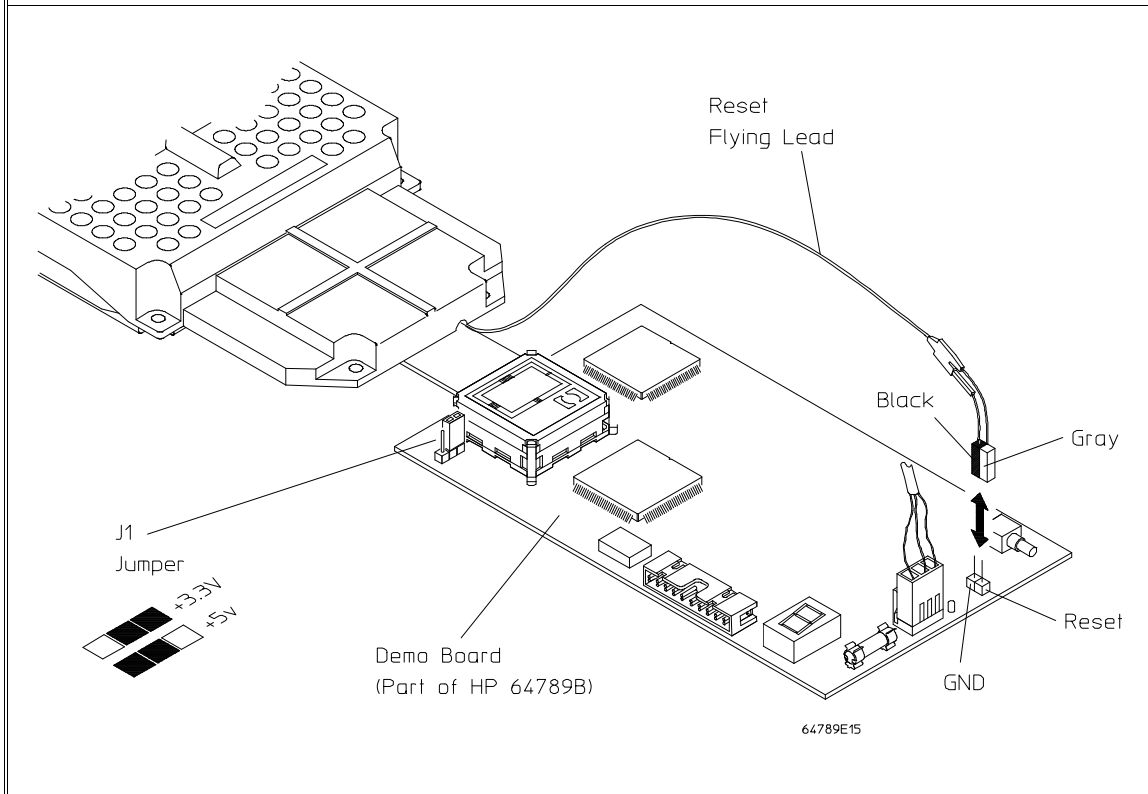 Reset
Flying Lead
Black
Gray
J1
Jumper
+3.3V
+5v
Demo Board
(Part of HP 64789B)
Reset
GND
64789E15